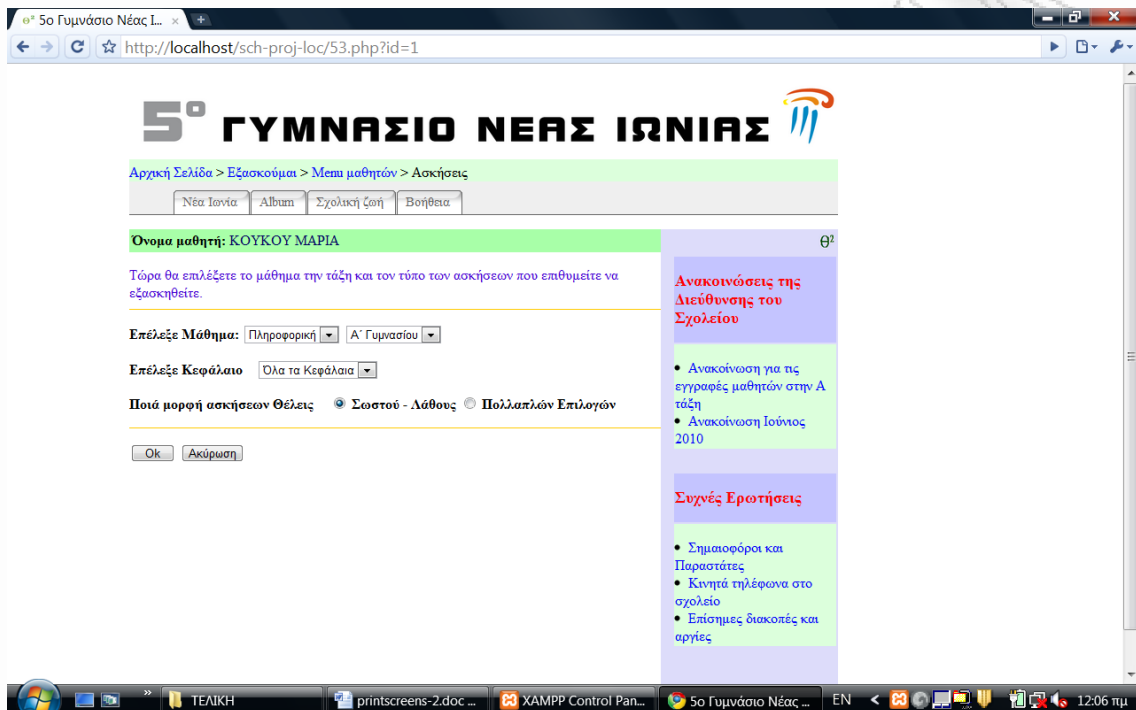 θ² 5ο Γυμνάσιο Νέας Ι...
http://localhost/sch-proj-loc/53.php?id=1
5ο ΓΥΜΝΑΣΙΟ ΝΕΑΣ ΙΩΝΙΑΣ
Αρχική Σελίδα > Εξασκούμαι > Menu μαθητών > Ασκήσεις
Νέα Ιωνία Album Σχολική ζωή Βοήθεια
Όνομα μαθητή: ΚΟΥΚΟΥ ΜΑΡΙΑ
Τώρα θα επιλέξετε το μάθημα την τάξη και τον τύπο των ασκήσεων που επιθυμείτε να
εξασκηθείτε.
Επέλεξε Μάθημα: Πληροφορική Α΄ Γυμνασίου
Επέλεξε Κεφάλαιο Όλα τα Κεφάλαια
Ποιά μορφή ασκήσεων Θέλεις Σωστού - Λάθους Πολλαπλών Επιλογών
Ok Ακύρωση
θ²
Ανακοινώσεις της
Διεύθυνσης του
Σχολείου
• Ανακοίνωση για τις
εγγραφές μαθητών στην Α
τάξη
• Ανακοίνωση Ιούνιος
2010
Συχνές Ερωτήσεις
• Σημαιοφόροι και
Παραστάτες
• Κινητά τηλέφωνα στο
σχολείο
• Επίσημες διακοπές και
αργίες
ΤΕΛΙΚΗ printscreens-2.doc ... XAMPP Control Pan... 5ο Γυμνάσιο Νέας ... EN 12:06 πμ